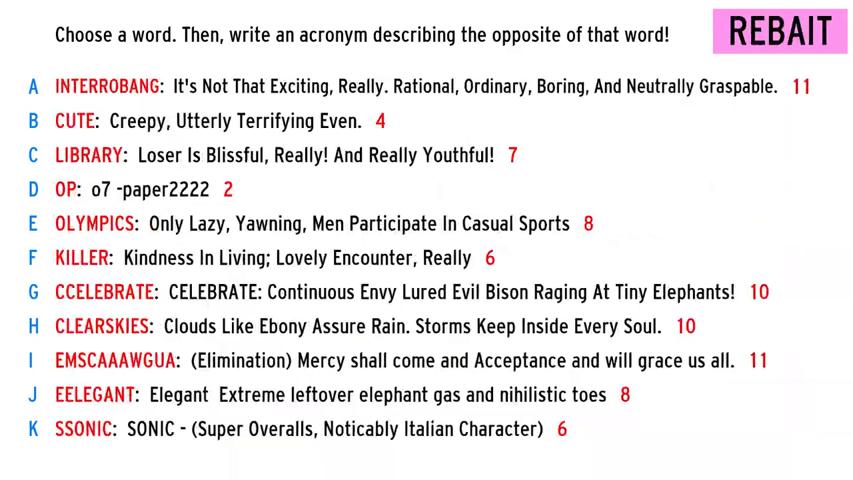 Choose a word. Then, write an acronym describing the opposite of that word!
REBAIT
A INTERROBANG: It's Not That Exciting, Really. Rational, Ordinary, Boring, And Neutrally Graspable. 11
B CUTE: Creepy, Utterly Terrifying Even. 4
C LIBRARY: Loser Is Blissful, Really! And Really Youthful! 7
D OP: o7 -paper2222 2
E OLYMPICS: Only Lazy, Yawning, Men Participate In Casual Sports 8
F KILLER: Kindness In Living; Lovely Encounter, Really 6
G CCELEBRATE: CELEBRATE: Continuous Envy Lured Evil Bison Raging At Tiny Elephants! 10
H CLEARSKIES: Clouds Like Ebony Assure Rain. Storms Keep Inside Every Soul. 10
I EMSCAAAWGUA: (Elimination) Mercy shall come and Acceptance and will grace us all. 11
J EELEGANT: Elegant Extreme leftover elephant gas and nihilistic toes 8
K SSONIC: SONIC - (Super Overalls, Noticably Italian Character) 6